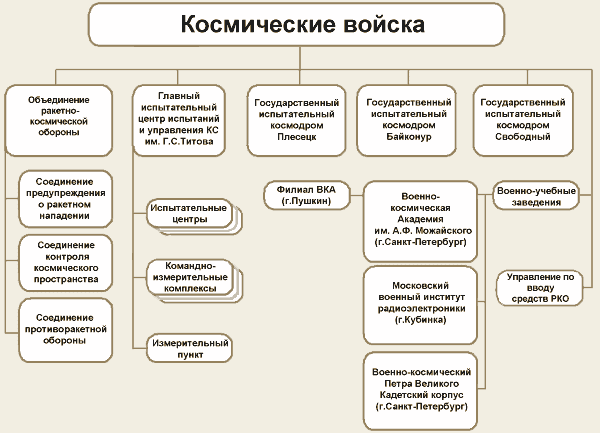 Космические войска
Объединение
ракетно-
космической
обороны
Главный
испытательный
центр испытаний
и управления КС
им. Г.С.Титова
Государственный
испытательный
космодром
Плесецк
Государственный
испытательный
космодром
Байконур
Государственный
испытательный
космодром
Свободный
Соединение
предупреждения
о ракетном
нападении
Соединение
контроля
космического
пространства
Соединение
противоракетной
обороны
Испытательные
центры
Командно-
измерительные
комплексы
Измерительный
пункт
Филиал ВКА
(г.Пушкин)
Военно-
космическая
Академия
им. А.Ф. Можайского
(г.Санкт-Петербург)
Московский
военный институт
радиоэлектроники
(г.Кубинка)
Военно-космический
Петра Великого
Кадетский корпус
(г.Санкт-Петербург)
Военно-учебные
заведения
Управление по
вводу
средств РКО